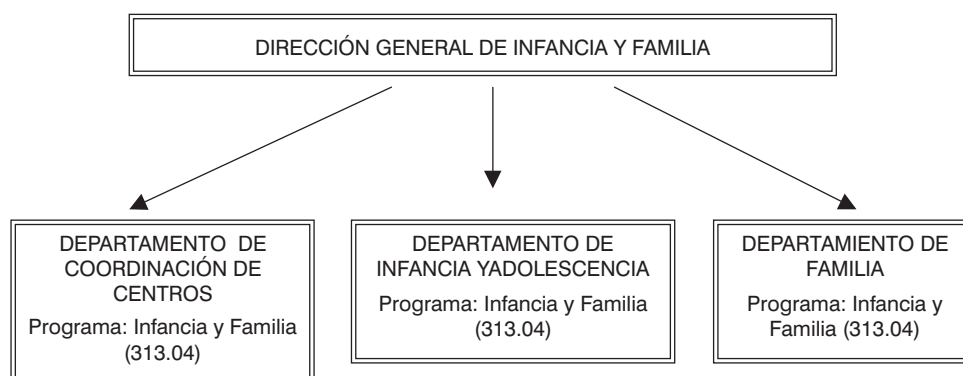 DIRECCIÓN GENERAL DE INFANCIA Y FAMILIA
DEPARTAMENTO DE
COORDINACIÓN DE
CENTROS
Programa: Infancia y Familia
(313.04)
DEPARTAMENTO DE
INFANCIA YADOLESCENCIA
Programa: Infancia y Familia
(313.04)
DEPARTAMIENTO DE
FAMILIA
Programa: Infancia y
Familia (313.04)